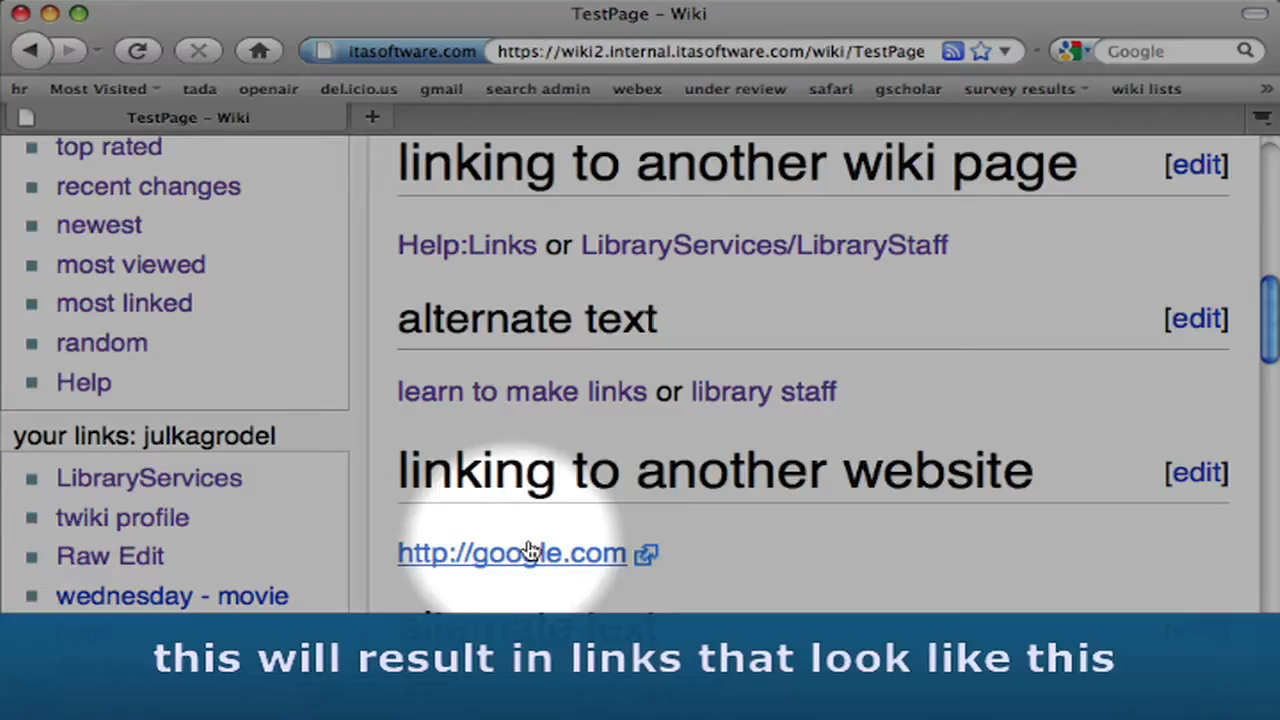 TestPage – Wiki
itasoftware.com https://wiki2.internal.itasoftware.com/wiki/TestPage Google
hr Most Visited tada openair del.icio.us gmail search admin webex under review safari gscholar survey results wiki lists »
TestPage – Wiki +
top rated
recent changes
newest
most viewed
most linked
random
Help
your links: julkagrodel
LibraryServices
twiki profile
Raw Edit
wednesday - movie
linking to another wiki page [edit]
Help:Links or LibraryServices/LibraryStaff
alternate text [edit]
learn to make links or library staff
linking to another website [edit]
http://google.com
alternate text
this will result in links that look like this